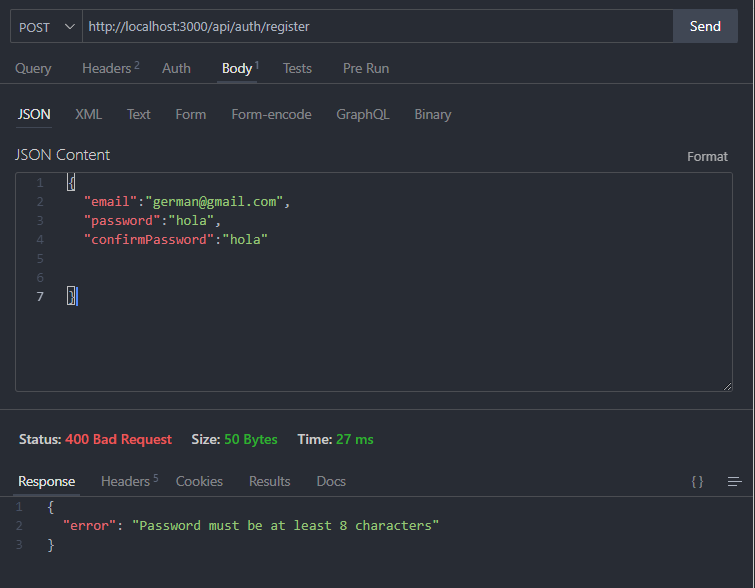 POST http://localhost:3000/api/auth/register Send
Query Headers 2 Auth Body 1 Tests Pre Run
JSON XML Text Form Form-encode GraphQL Binary
JSON Content Format
1 {
2 "email":"german@gmail.com",
3 "password":"hola",
4 "confirmPassword":"hola"
5
6
7 }
Status: 400 Bad Request Size: 50 Bytes Time: 27 ms
Response Headers 5 Cookies Results Docs { }
1 {
2 "error": "Password must be at least 8 characters"
3 }